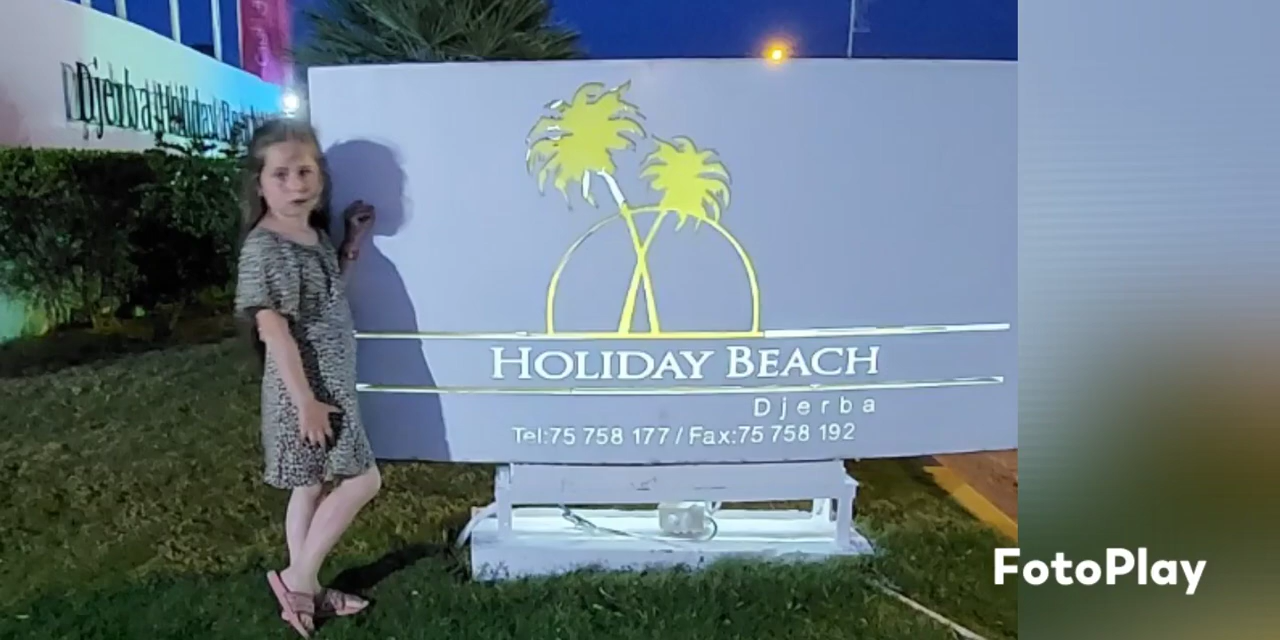 Djerba Holiday Beach
HOLIDAY BEACH
Djerba
Tel:75 758 177 / Fax:75 758 192
FotoPlay